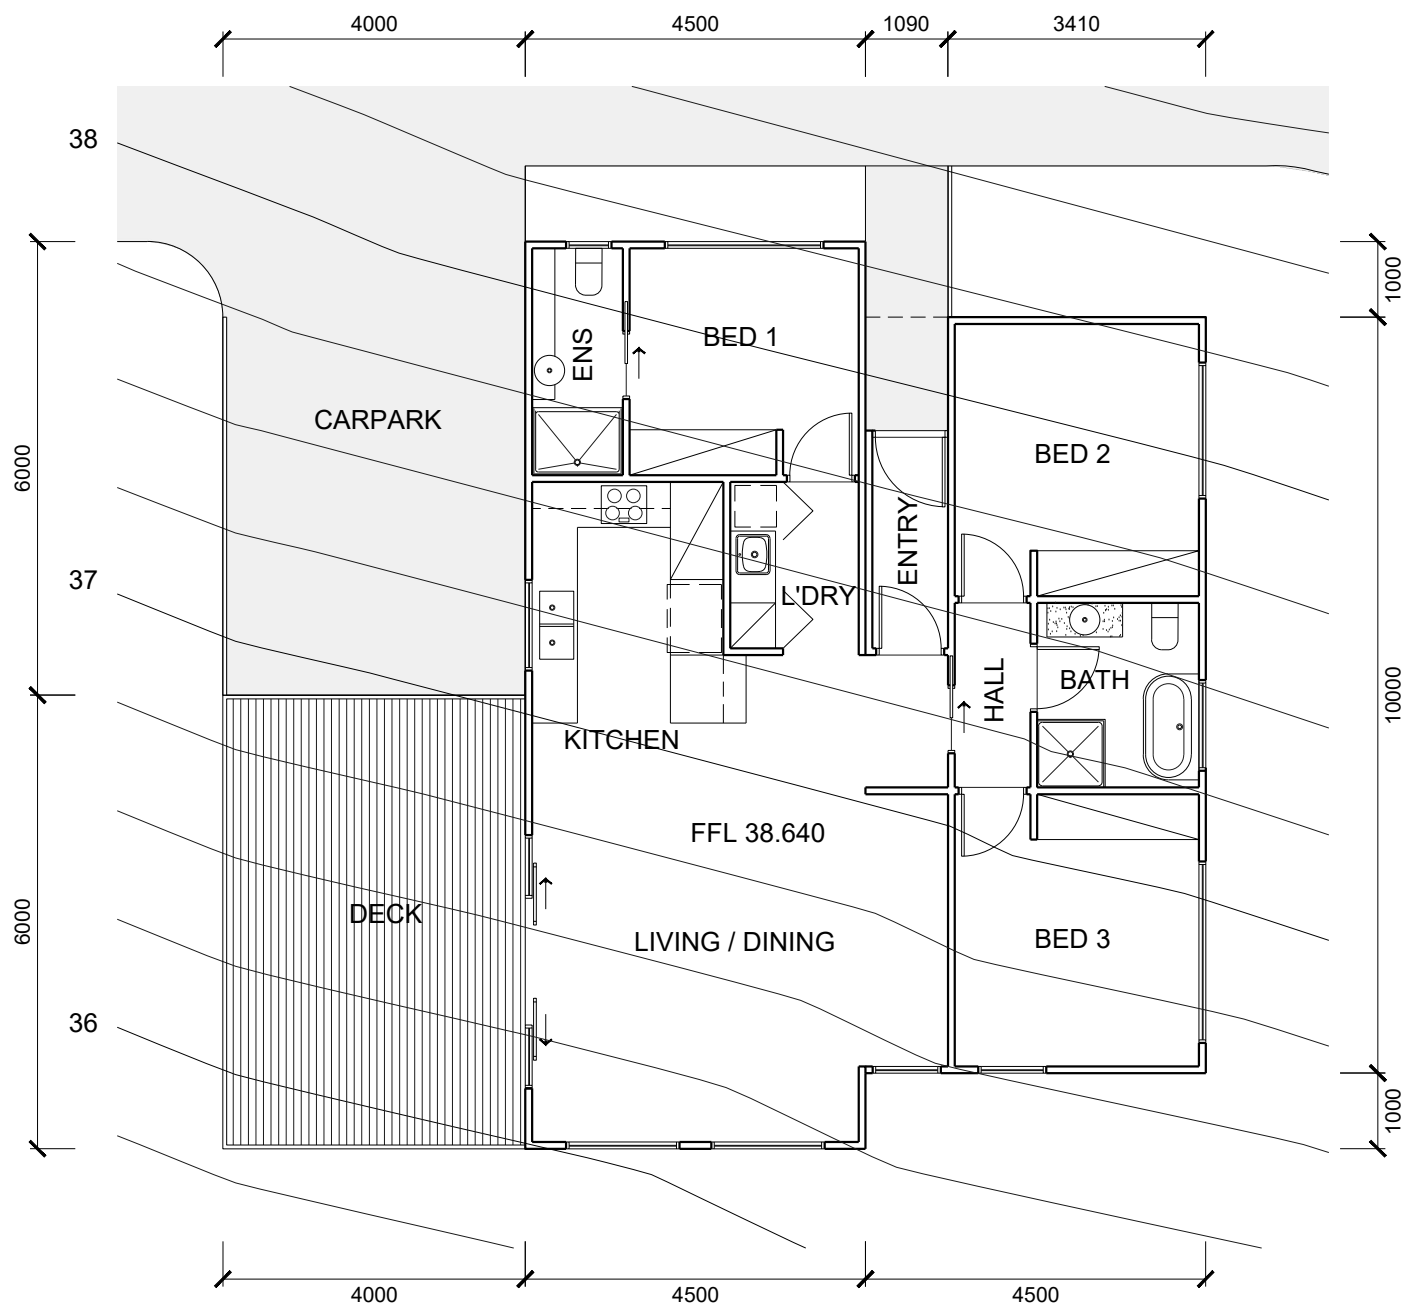 4000
4500
1090
3410
38
1000
BED 1
ENS
CARPARK
BED 2
6000
ENTRY
37
L'DRY
HALL
BATH
10000
KITCHEN
FFL 38.640
DECK
LIVING / DINING
BED 3
6000
36
1000
4000
4500
4500